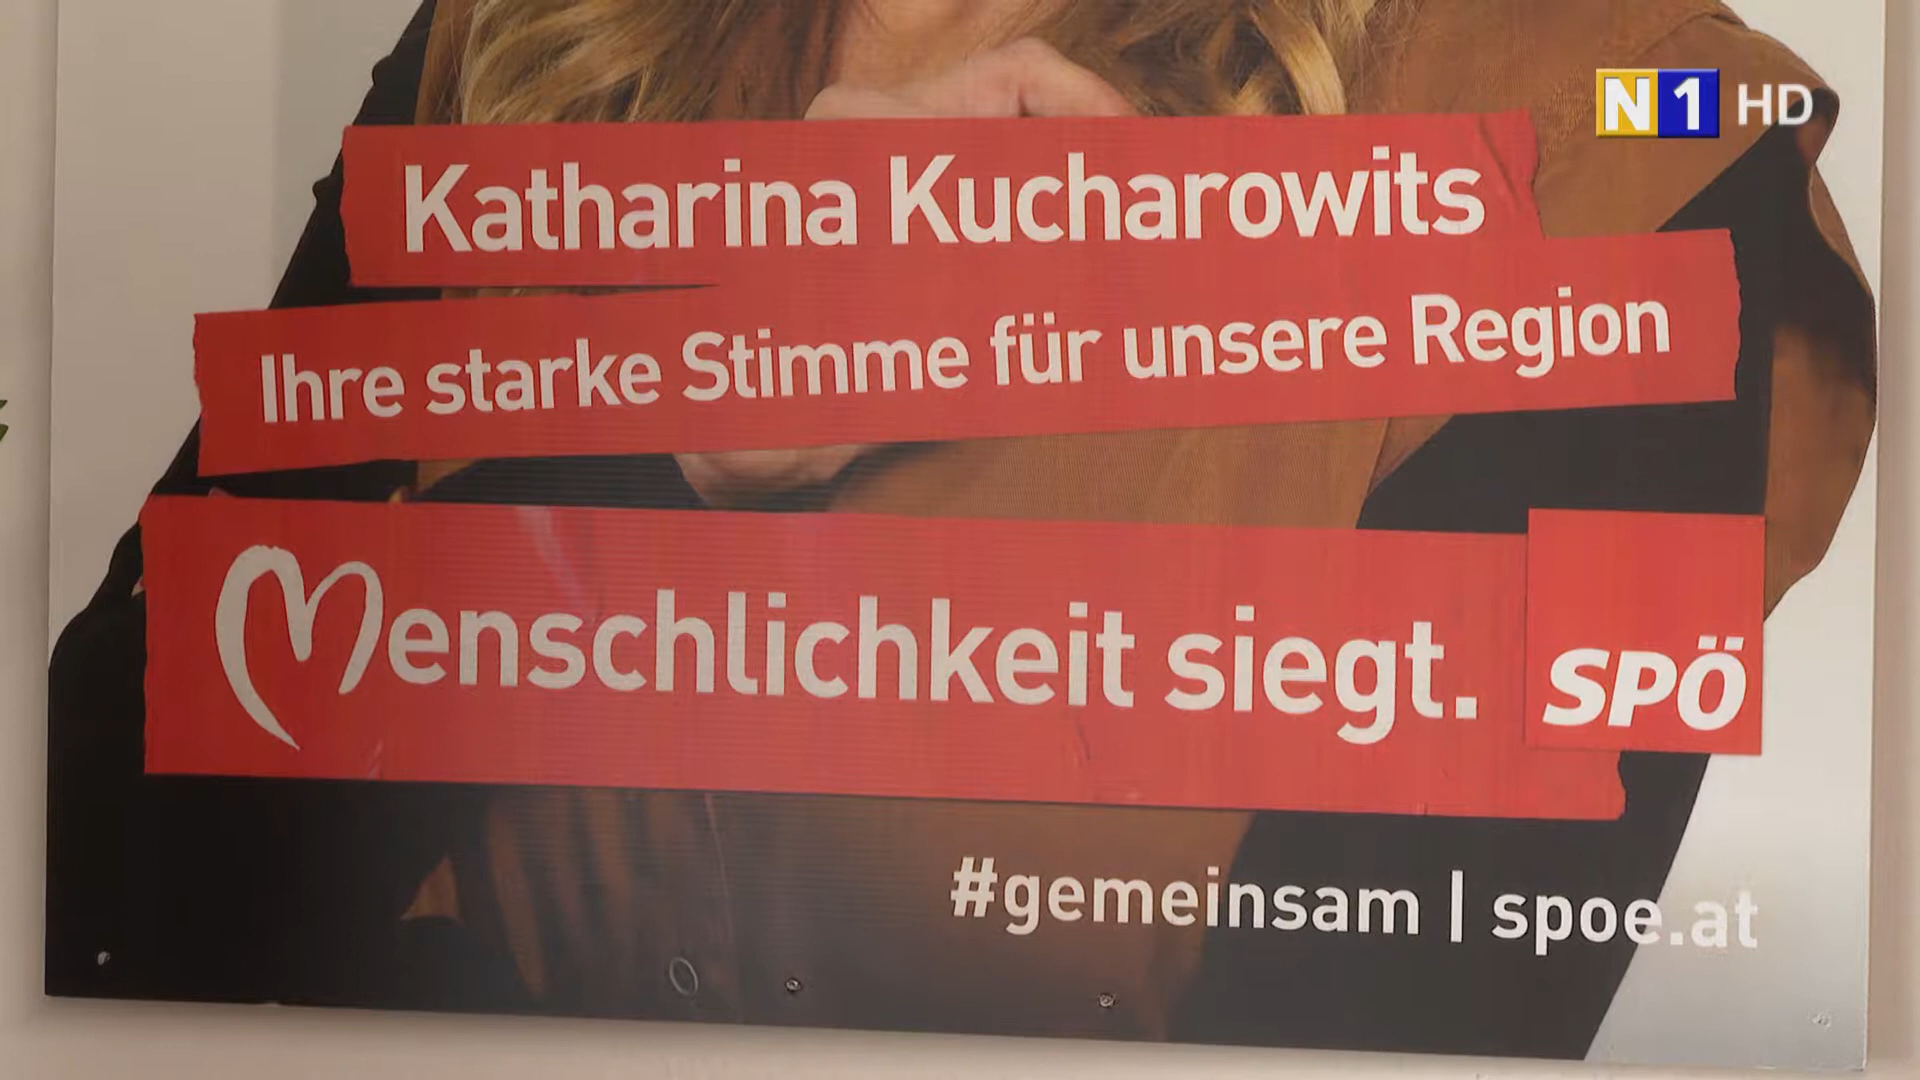 N1 HD
Katharina Kucharowits
Ihre starke Stimme für unsere Region
Menschlichkeit siegt.
SPÖ
#gemeinsam | spoe.at